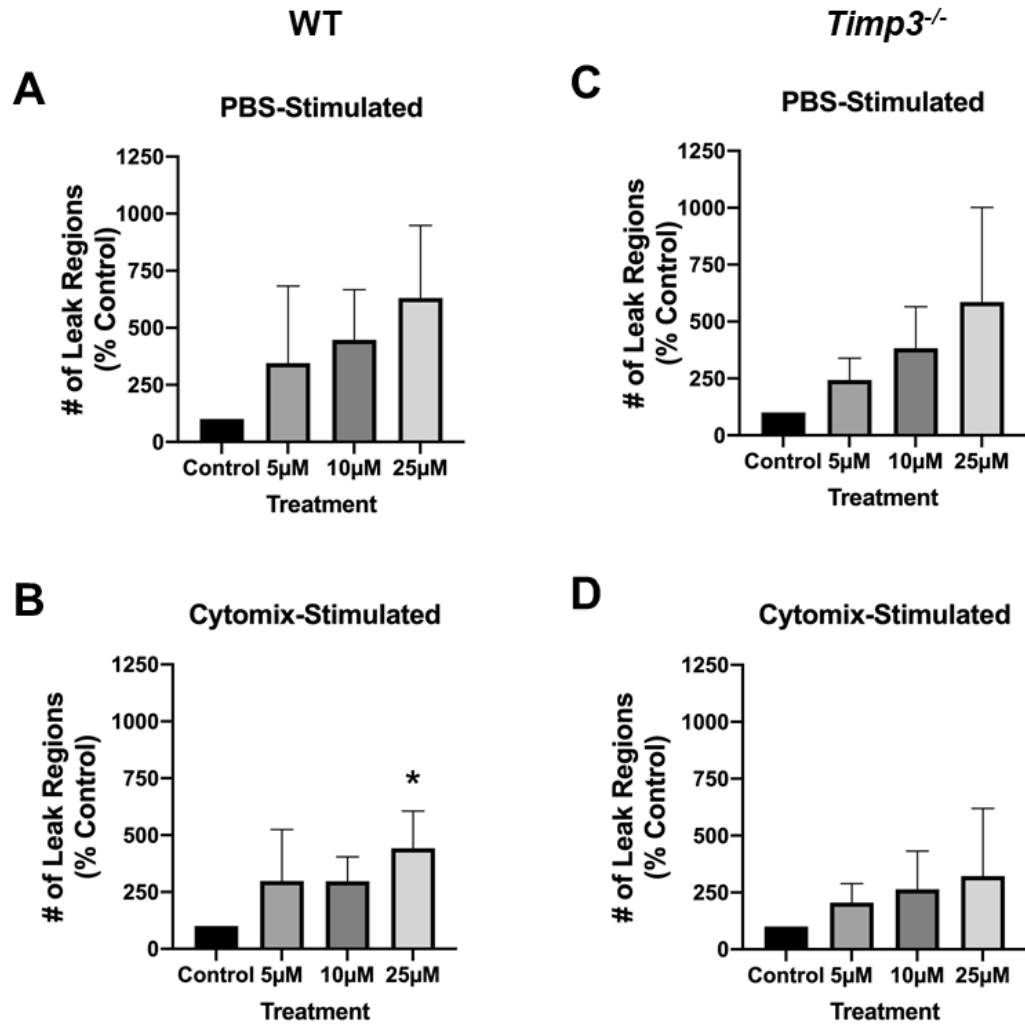 WT
Timp3-/-
A
PBS-Stimulated
# of Leak Regions
(% Control)
1250
1000
750
500
250
0
Control 5µM 10µM 25µM
Treatment
C
PBS-Stimulated
# of Leak Regions
(% Control)
1250
1000
750
500
250
0
Control 5µM 10µM 25µM
Treatment
B
Cytomix-Stimulated
# of Leak Regions
(% Control)
1250
1000
750
500
250
0
*
Control 5µM 10µM 25µM
Treatment
D
Cytomix-Stimulated
# of Leak Regions
(% Control)
1250
1000
750
500
250
0
Control 5µM 10µM 25µM
Treatment